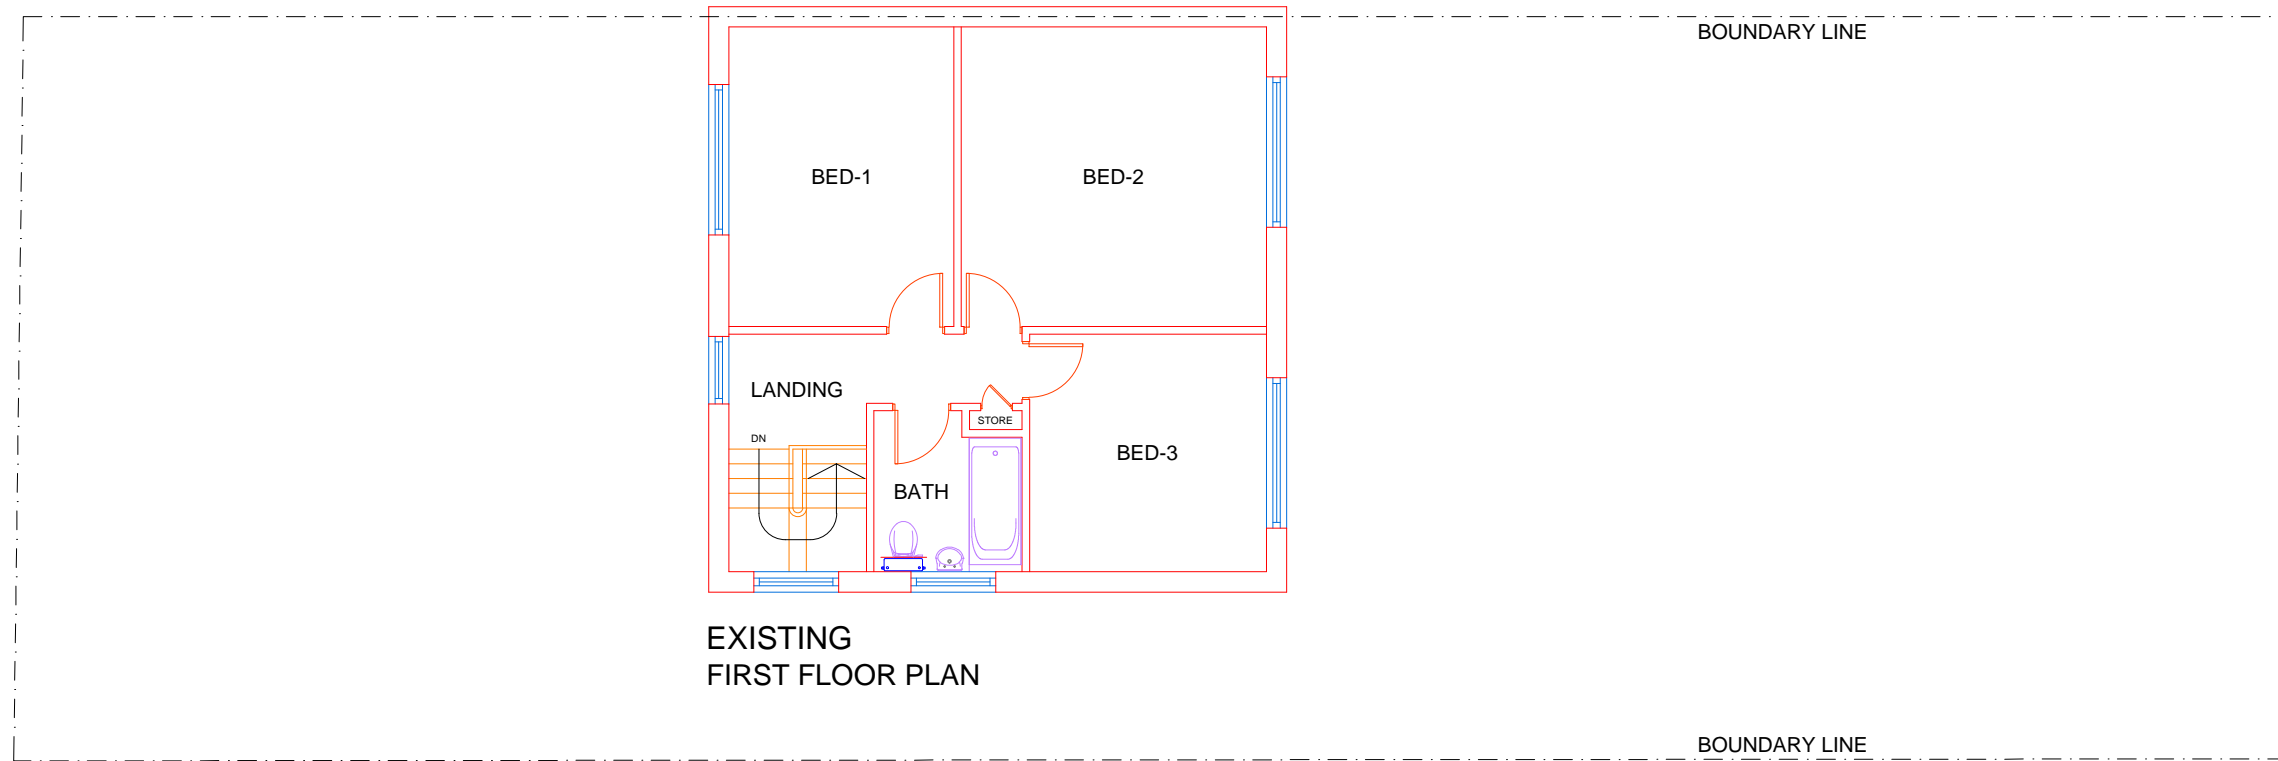 BOUNDARY LINE
BED-1
BED-2
LANDING
STORE
DN
BED-3
BATH
EXISTING
FIRST FLOOR PLAN
BOUNDARY LINE